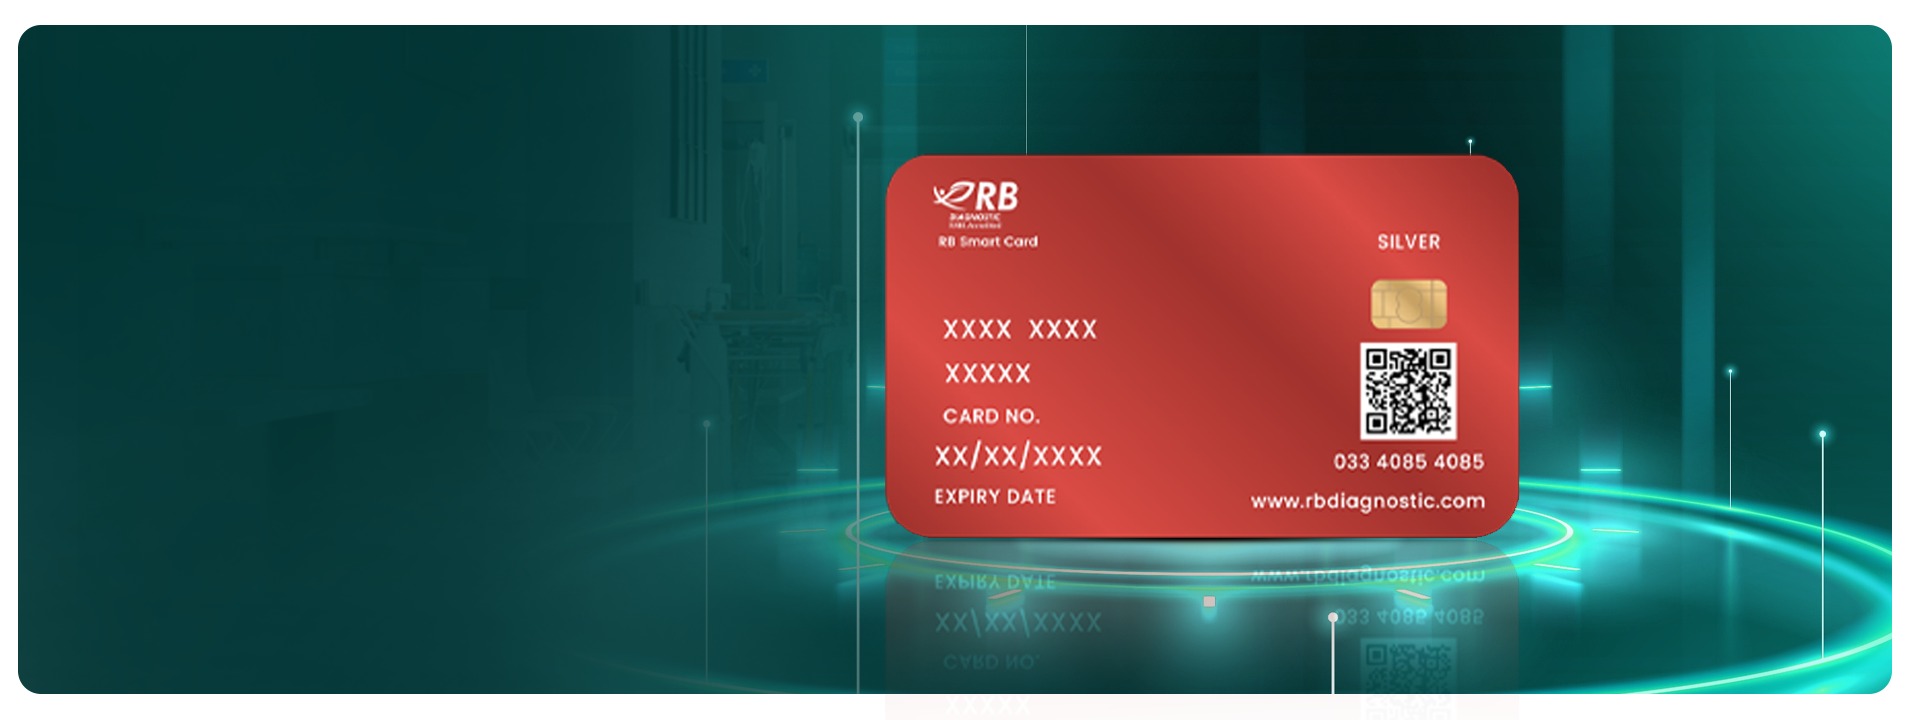 RB
DIAGNOSTIC
RB Smart Card
SILVER
XXXX XXXX
XXXXX
CARD NO.
XX/XX/XXXX
EXPIRY DATE
033 4085 4085
www.rbdiagnostic.com